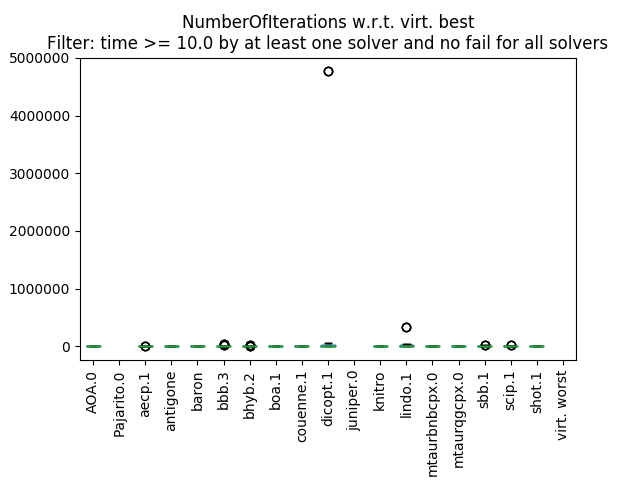 NumberOfIterations w.r.t. virt. best
Filter: time >= 10.0 by at least one solver and no fail for all solvers
5000000
4000000
3000000
2000000
1000000
0
AOA.0
Pajarito.0
aecp.1
antigone
baron
bbb.3
bhyb.2
boa.1
couenne.1
dicopt.1
juniper.0
knitro
lindo.1
mtaurbnbcpx.0
mtaurqgcpx.0
sbb.1
scip.1
shot.1
virt. worst